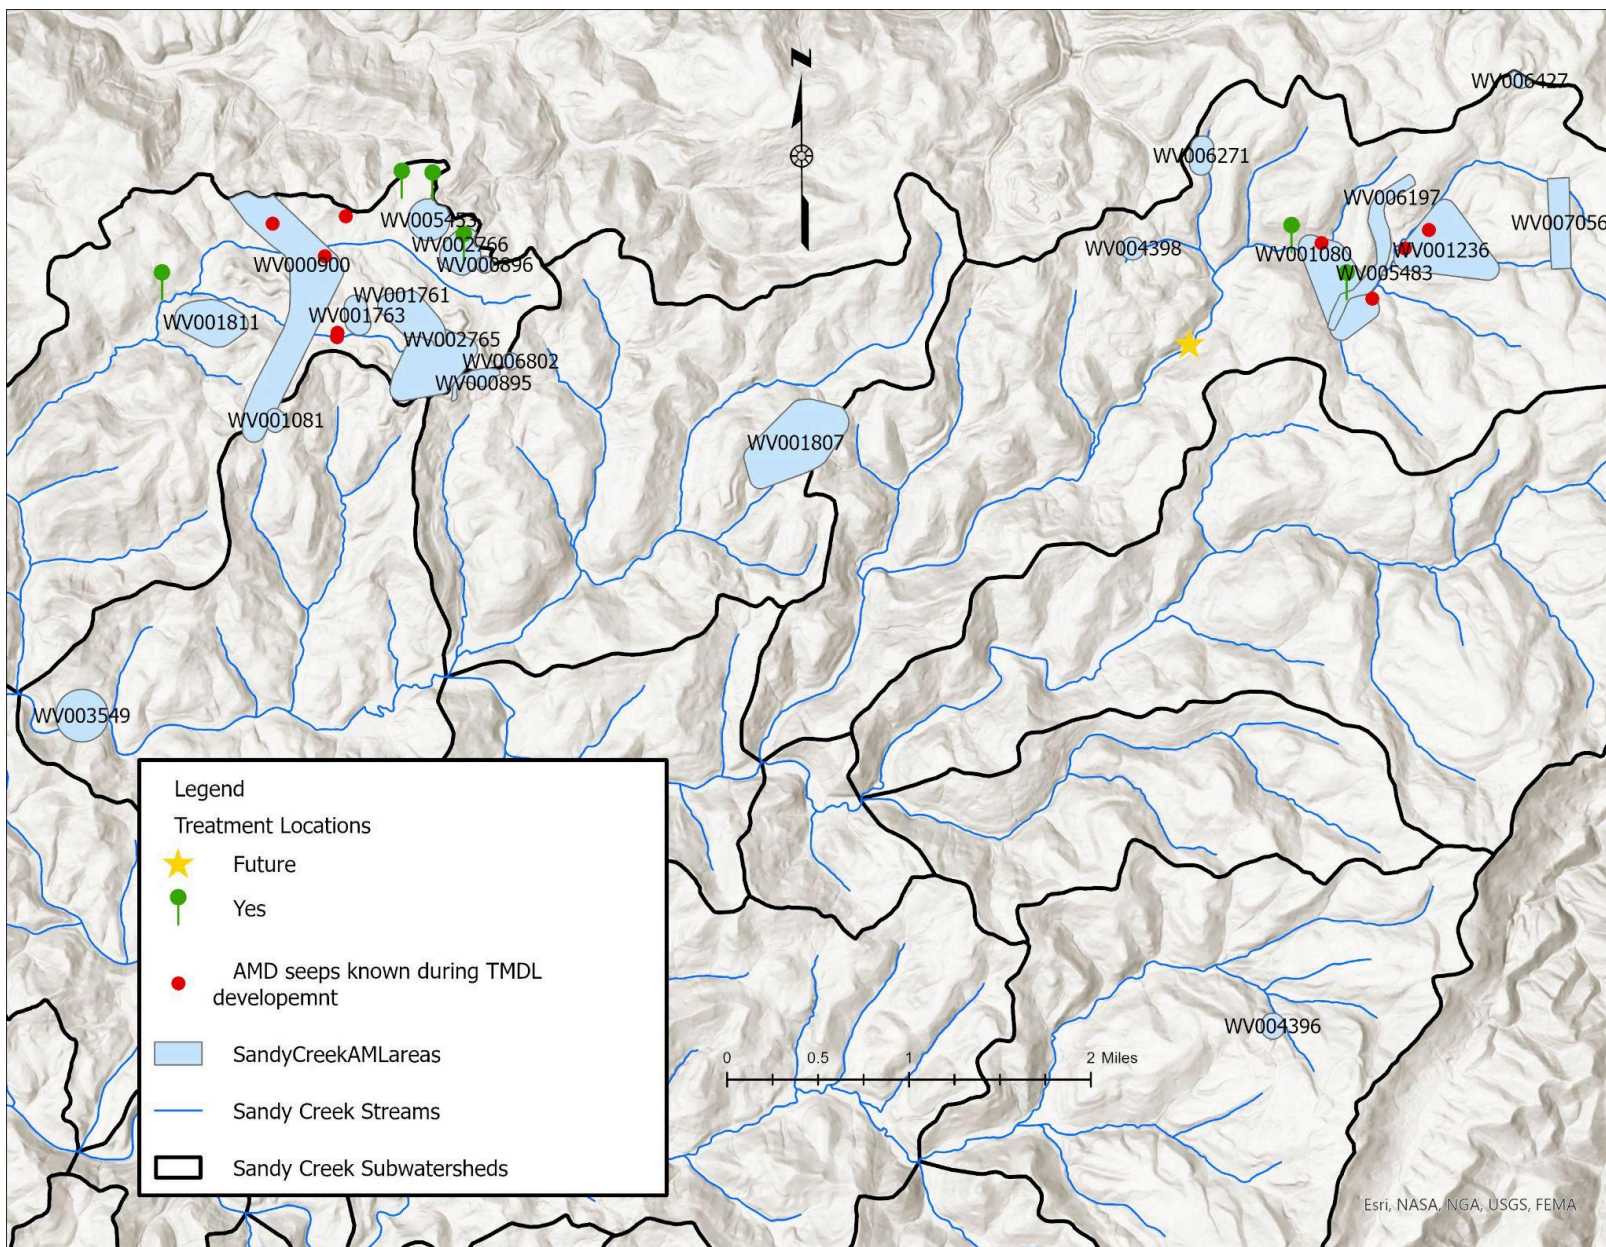 N
WV006427
WV006271
WV006197
WV005453
WV007056
WV002766
WV004398
WV001080
WV001236
WV000900
WV000896
WV005483
WV001761
WV001763
WV001811
WV002765
WV006802
WV000895
WV001081
WV001807
WV003549
Legend
Treatment Locations
Future
Yes
AMD seeps known during TMDL
developemnt
SandyCreekAMLareas
Sandy Creek Streams
Sandy Creek Subwatersheds
WV004396
0 0.5 1 2 Miles
Esri, NASA, NGA, USGS, FEMA